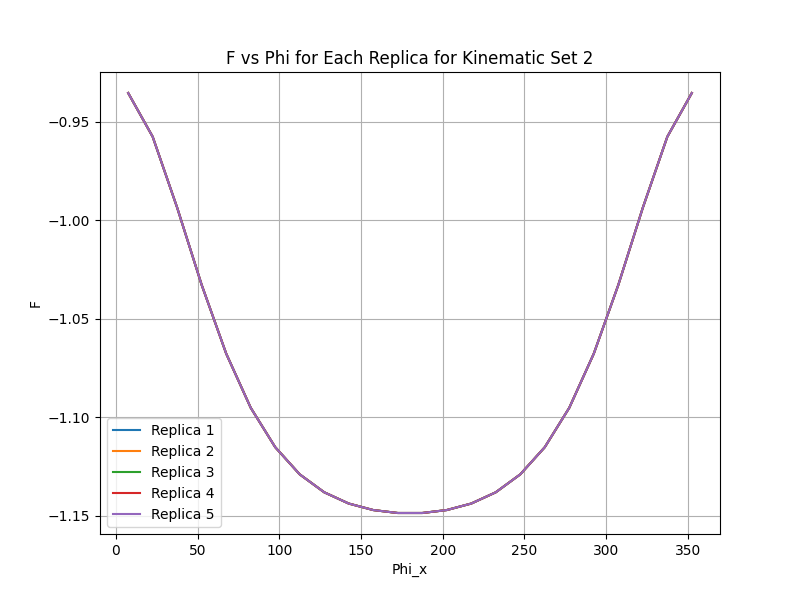 F vs Phi for Each Replica for Kinematic Set 2
−0.95
−1.00
−1.05
−1.10
−1.15
F
Replica 1
Replica 2
Replica 3
Replica 4
Replica 5
0 50 100 150 200 250 300 350
Phi_x